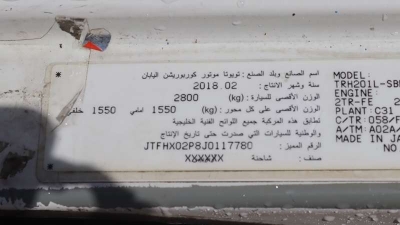 اسم الصانع وبلد الصنع : تويوتا موتور كوربوريشن اليابان
سنة وشهر الانتاج : 2018.02
الوزن الأقصى للسيارة : (kg) 2800
الوزن الأقصى على كل محور : (kg) 1550 امامي 1550 خلفي
تطابق هذه المركبة جميع اللوائح الفنية الخليجية
والوطنية للسيارات التي صدرت حتى تاريخ الإنتاج
الرقم المميز : JTFHX02P8J0117780
صنف : شاحنة XXXXXX
MODEL:
TRH201L-SB
ENGINE:
2TR-FE
PLANT: C31
C/TR: 058/F
A/TM: A02A/
MADE IN JA
NO